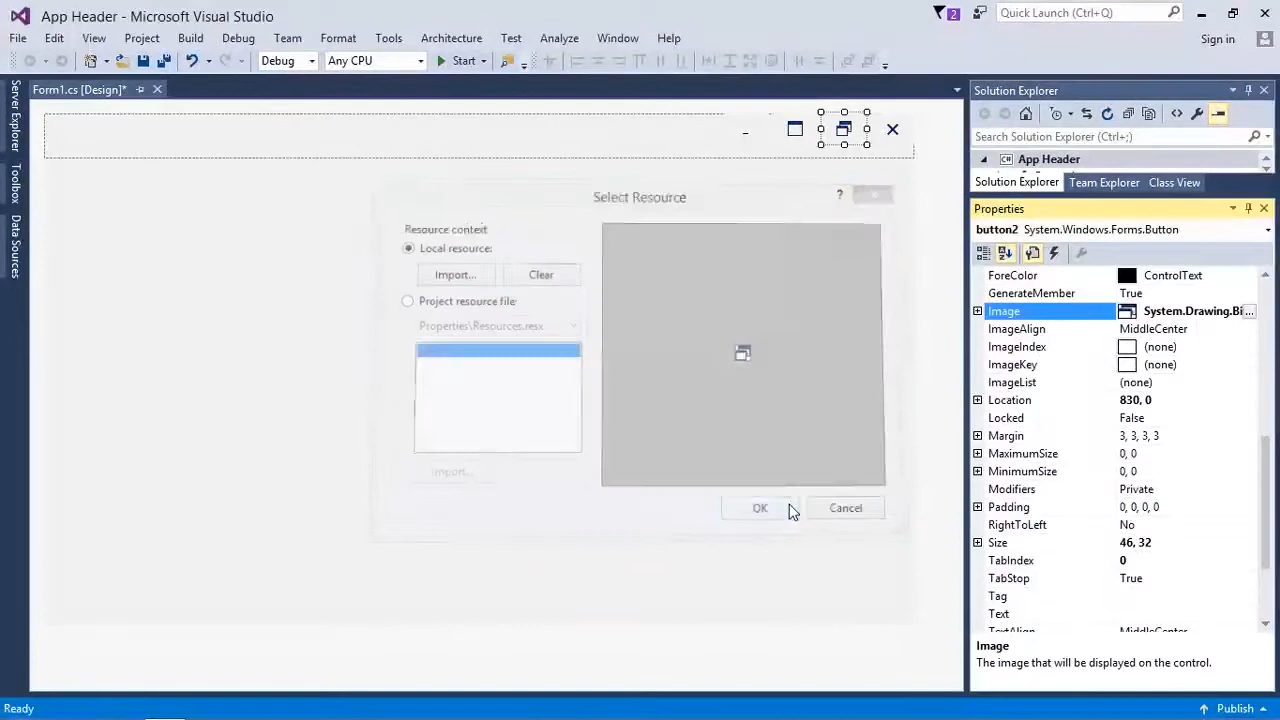 App Header - Microsoft Visual Studio
2
Quick Launch (Ctrl+Q)
File Edit View Project Build Debug Team Format Tools Architecture Test Analyze Window Help
Sign in
Debug Any CPU Start
Form1.cs [Design]*
Server Explorer
Toolbox
Data Sources
Select Resource
?
Resource context
Local resource:
Import... Clear
Project resource file:
Properties\Resources.resx
Import...
OK Cancel
Solution Explorer
Search Solution Explorer (Ctrl+;)
C# App Header
Solution Explorer Team Explorer Class View
Properties
button2 System.Windows.Forms.Button
ForeColor ControlText
GenerateMember True
Image System.Drawing.Bi...
ImageAlign MiddleCenter
ImageIndex (none)
ImageKey (none)
ImageList (none)
Location 830, 0
Locked False
Margin 3, 3, 3, 3
MaximumSize 0, 0
MinimumSize 0, 0
Modifiers Private
Padding 0, 0, 0, 0
RightToLeft No
Size 46, 32
TabIndex 0
TabStop True
Tag
Text
TextAlign MiddleCenter
Image
The image that will be displayed on the control.
Ready
Publish